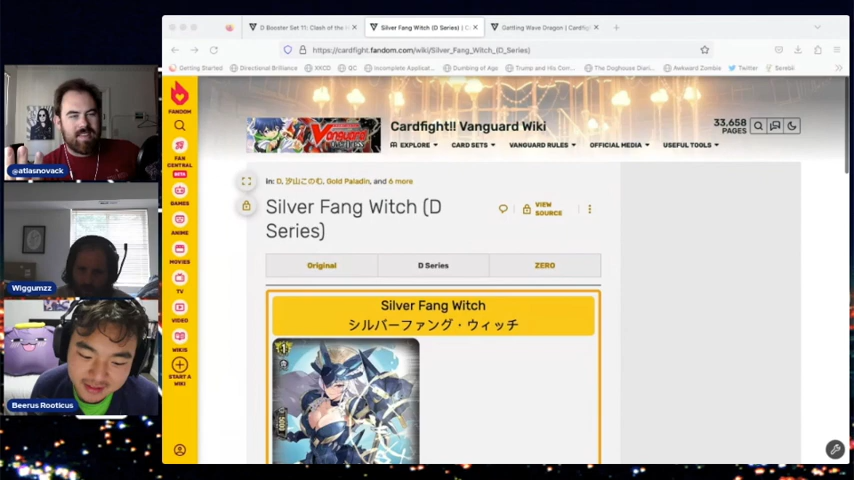 D Booster Set 11: Clash of the H
Silver Fang Witch (D Series) | C
Gettling Wave Dragon | Cardfig
https://cardfight.fandom.com/wiki/Silver_Fang_Witch_(D_Series)
Getting Started
Directional Brilliance
XKCD
QC
Incomplete Applicat...
Dumbing of Age
Trump and His Con...
The Doghouse Diari...
Awkward Zombie
Twitter
Serebii
FANDOM
FAN CENTRAL
BETA
GAMES
ANIME
MOVIES
TV
VIDEO
WIKIS
START A WIKI
VANGUARD
Cardfight!! Vanguard Wiki
33,658 PAGES
EXPLORE
CARD SETS
VANGUARD RULES
OFFICIAL MEDIA
USEFUL TOOLS
In: D, 汐山このむ, Gold Paladin, and 6 more
Silver Fang Witch (D
Series)
VIEW SOURCE
Original
D Series
ZERO
Silver Fang Witch
シルバーファング・ウィッチ
@atlasnovack
Wiggumzz
Beerus Rooticus